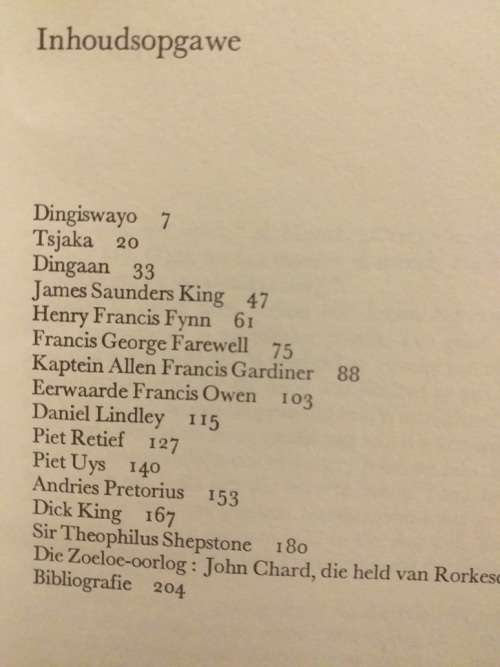 Inhoudsopgawe
Dingiswayo 7
Tsjaka 20
Dingaan 33
James Saunders King 47
Henry Francis Fynn 61
Francis George Farewell 75
Kaptein Allen Francis Gardiner 88
Eerwaarde Francis Owen 103
Daniel Lindley 115
Piet Retief 127
Piet Uys 140
Andries Pretorius 153
Dick King 167
Sir Theophilus Shepstone 180
Die Zoeloe-oorlog : John Chard, die held van
Bibliografie 204